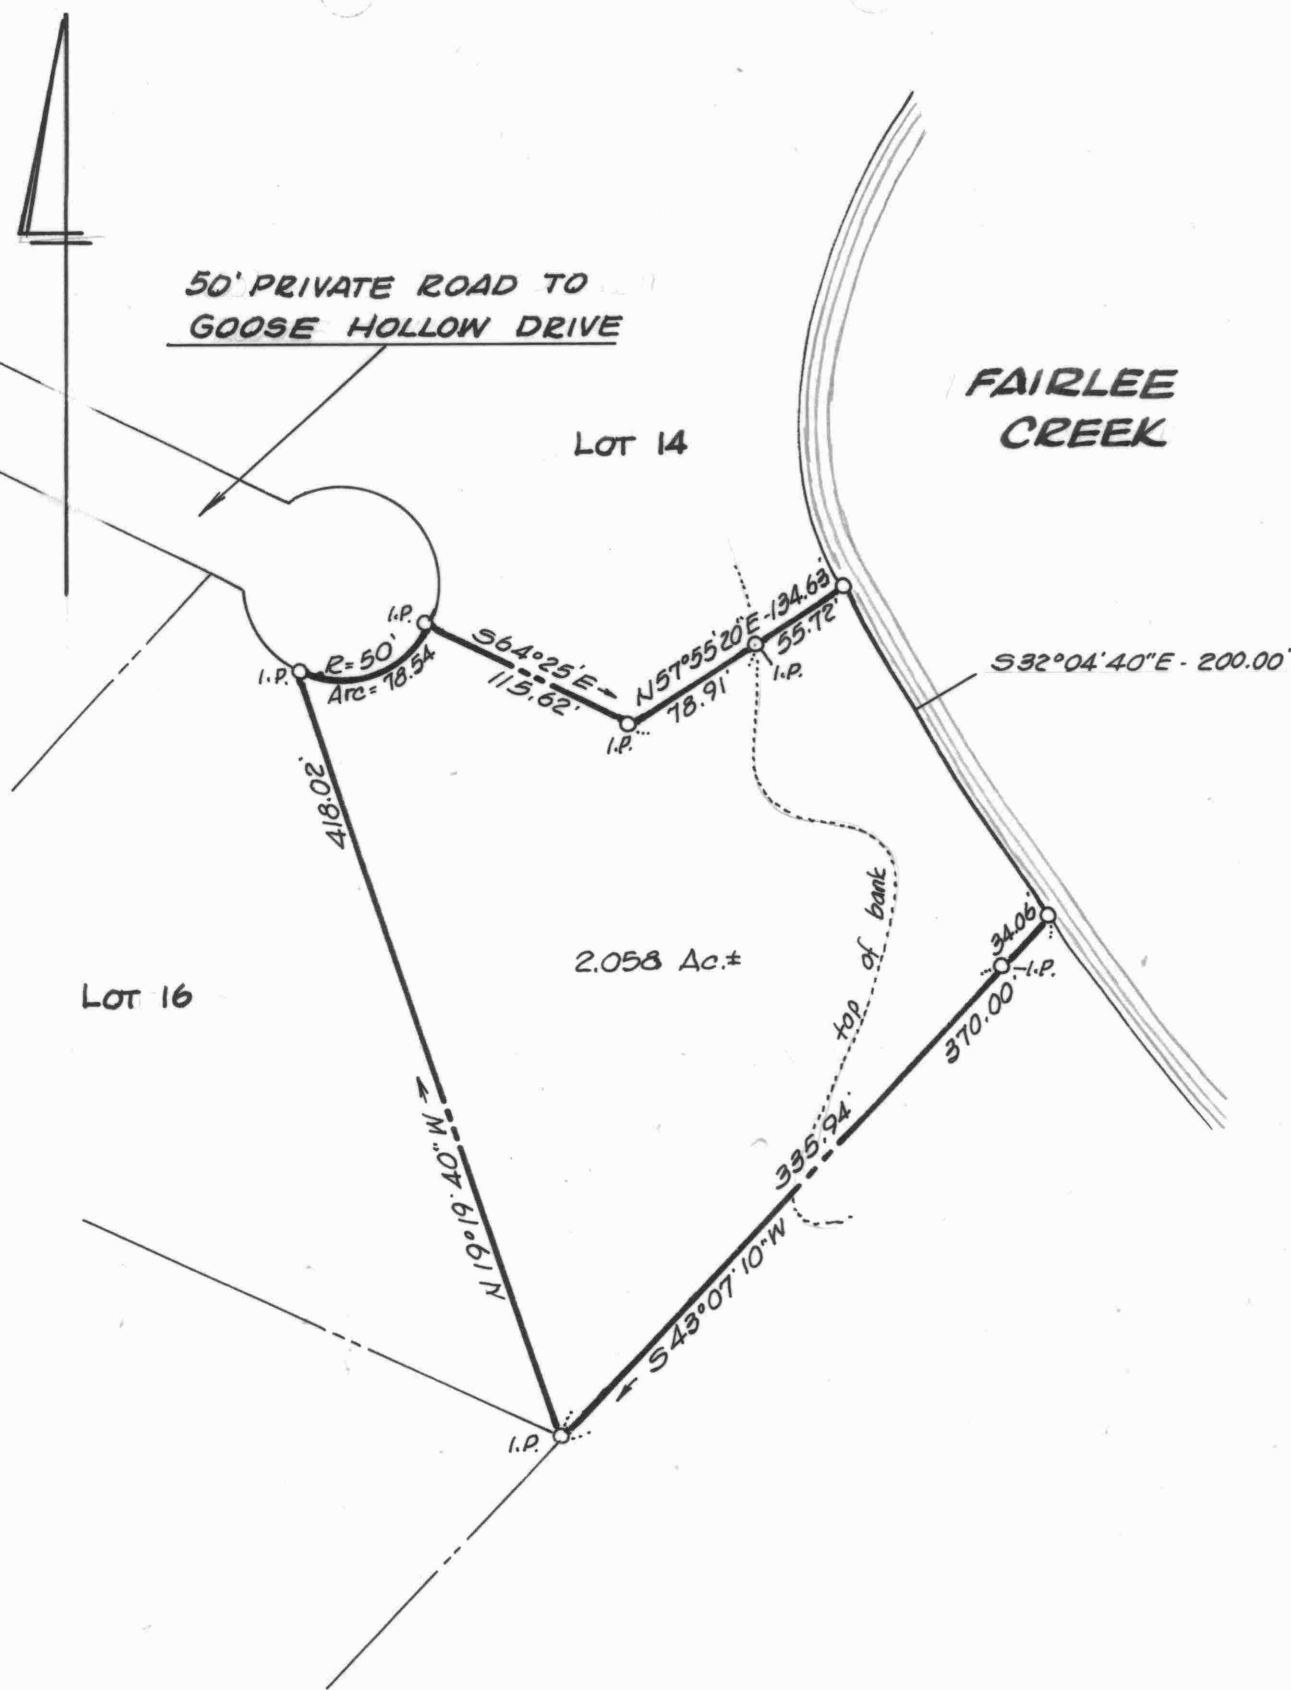 50' PRIVATE ROAD TO
GOOSE HOLLOW DRIVE
FAIRLEE
CREEK
LOT 14
I.P.
S64°25'E
115.62'
R=50'
Arc=78.54
I.P.
N57°55'20"E-134.63'
78.91'
55.72'
I.P.
I.P.
S32°04'40"E-200.00'
418.02'
top of bank
34.06'
I.P.
370.00'
2.058 Ac.±
LOT 16
335.94'
N19°19'40"W
S43°07'10"W
I.P.